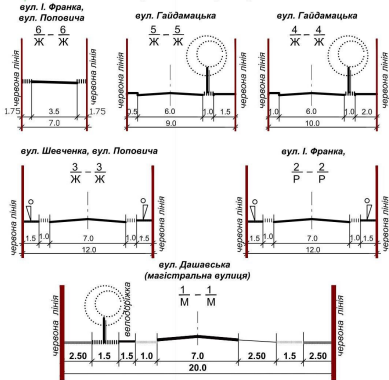 вул. І. Франка,
вул. Поповича
6 - 6
Ж Ж
червона лінія
червона лінія
1.75 3.5 1.75
7.0
вул. Гайдамацька
5 - 5
Ж Ж
червона лінія
червона лінія
0.5 6.0 1.0 1.5
9.0
вул. Гайдамацька
4 - 4
Ж Ж
червона лінія
червона лінія
1.0 6.0 1.0 2.0
10.0
вул. Шевченка, вул. Поповича
3 - 3
Ж Ж
червона лінія
червона лінія
1.5 1.0 7.0 1.0 1.5
12.0
вул. І. Франка,
2 - 2
Р Р
червона лінія
червона лінія
1.5 1.0 7.0 1.0 1.5
12.0
вул. Дашавська
(магістральна вулиця)
1 - 1
М М
червона лінія
велодоріжка
червона лінія
2.50 1.5 1.5 1.0 7.0 2.50 1.5 2.50
20.0